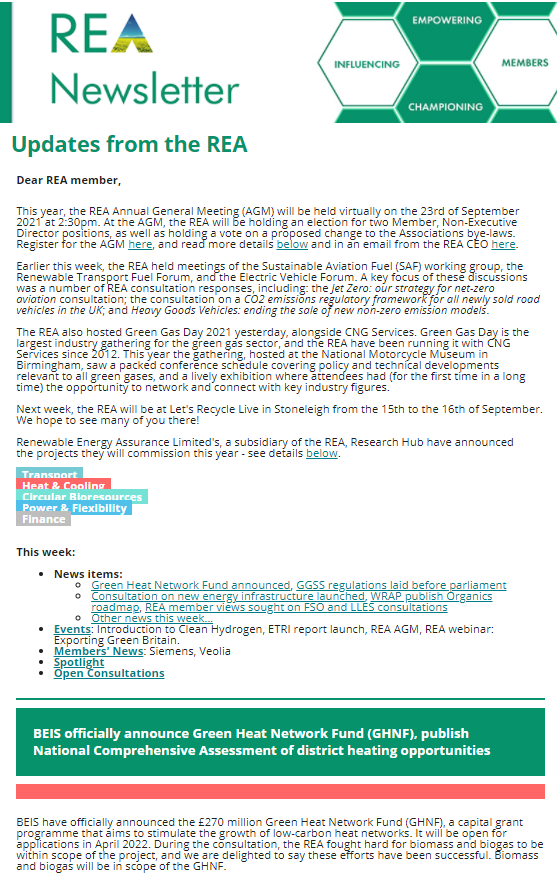 REA
Newsletter
EMPOWERING
INFLUENCING
MEMBERS
CHAMPIONING
Updates from the REA
Dear REA member,
This year, the REA Annual General Meeting (AGM) will be held virtually on the 23rd of September
2021 at 2:30pm. At the AGM, the REA will be holding an election for two Member, Non-Executive
Director positions, as well as holding a vote on a proposed change to the Associations bye-laws.
Register for the AGM here, and read more details below and in an email from the REA CEO here.
Earlier this week, the REA held meetings of the Sustainable Aviation Fuel (SAF) working group, the
Renewable Transport Fuel Forum, and the Electric Vehicle Forum. A key focus of these discussions
was a number of REA consultation responses, including: the Jet Zero: our strategy for net-zero
aviation consultation; the consultation on a CO2 emissions regulatory framework for all newly sold road
vehicles in the UK; and Heavy Goods Vehicles: ending the sale of new non-zero emission models.
The REA also hosted Green Gas Day 2021 yesterday, alongside CNG Services. Green Gas Day is the
largest industry gathering for the green gas sector, and the REA have been running it with CNG
Services since 2012. This year the gathering, hosted at the National Motorcycle Museum in
Birmingham, saw a packed conference schedule covering policy and technical developments
relevant to all green gases, and a lively exhibition where attendees had (for the first time in a long
time) the opportunity to network and connect with key industry figures.
Next week, the REA will be at Let's Recycle Live in Stoneleigh from the 15th to the 16th of September.
We hope to see many of you there!
Renewable Energy Assurance Limited's, a subsidiary of the REA, Research Hub have announced
the projects they will commission this year - see details below.
Transport
Heat & Cooling
Circular Bioresources
Power & Flexibility
Finance
This week:
• News items:
Green Heat Network Fund announced, GGSS regulations laid before parliament
Consultation on new energy infrastructure launched, WRAP publish Organics
roadmap, REA member views sought on FSO and LLES consultations
Other news this week...
• Events: Introduction to Clean Hydrogen, ETRI report launch, REA AGM, REA webinar:
Exporting Green Britain.
• Members' News: Siemens, Veolia
• Spotlight
• Open Consultations
BEIS officially announce Green Heat Network Fund (GHNF), publish
National Comprehensive Assessment of district heating opportunities
BEIS have officially announced the £270 million Green Heat Network Fund (GHNF), a capital grant
programme that aims to stimulate the growth of low-carbon heat networks. It will be open for
applications in April 2022. During the consultation, the REA fought hard for biomass and biogas to be
within scope of the project, and we are delighted to say these efforts have been successful. Biomass
and biogas will be in scope of the GHNF.